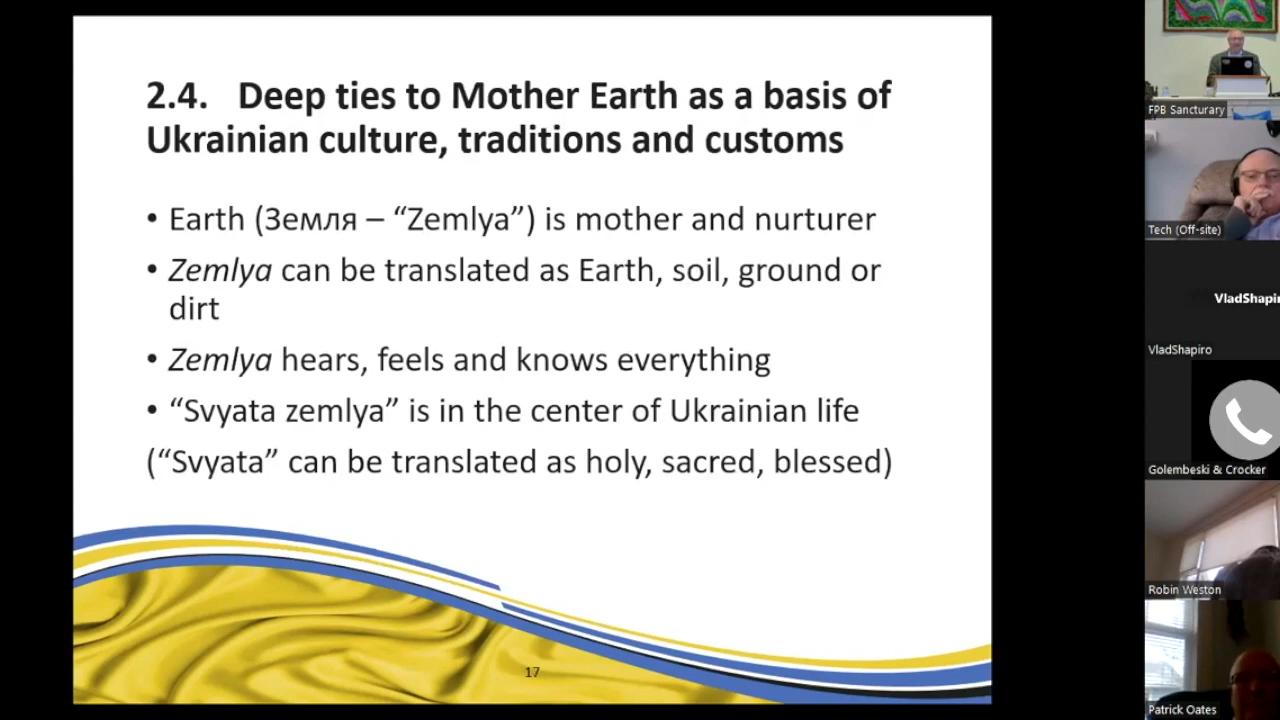 2.4. Deep ties to Mother Earth as a basis of
Ukrainian culture, traditions and customs
• Earth (Земля – “Zemlya”) is mother and nurturer
• Zemlya can be translated as Earth, soil, ground or
dirt
• Zemlya hears, feels and knows everything
• “Svyata zemlya” is in the center of Ukrainian life
(“Svyata” can be translated as holy, sacred, blessed)
17
FPB Sancturary
Tech (Off-site)
VladShapi
VladShapiro
Golembeski & Crocker
Robin Weston
Patrick Oates